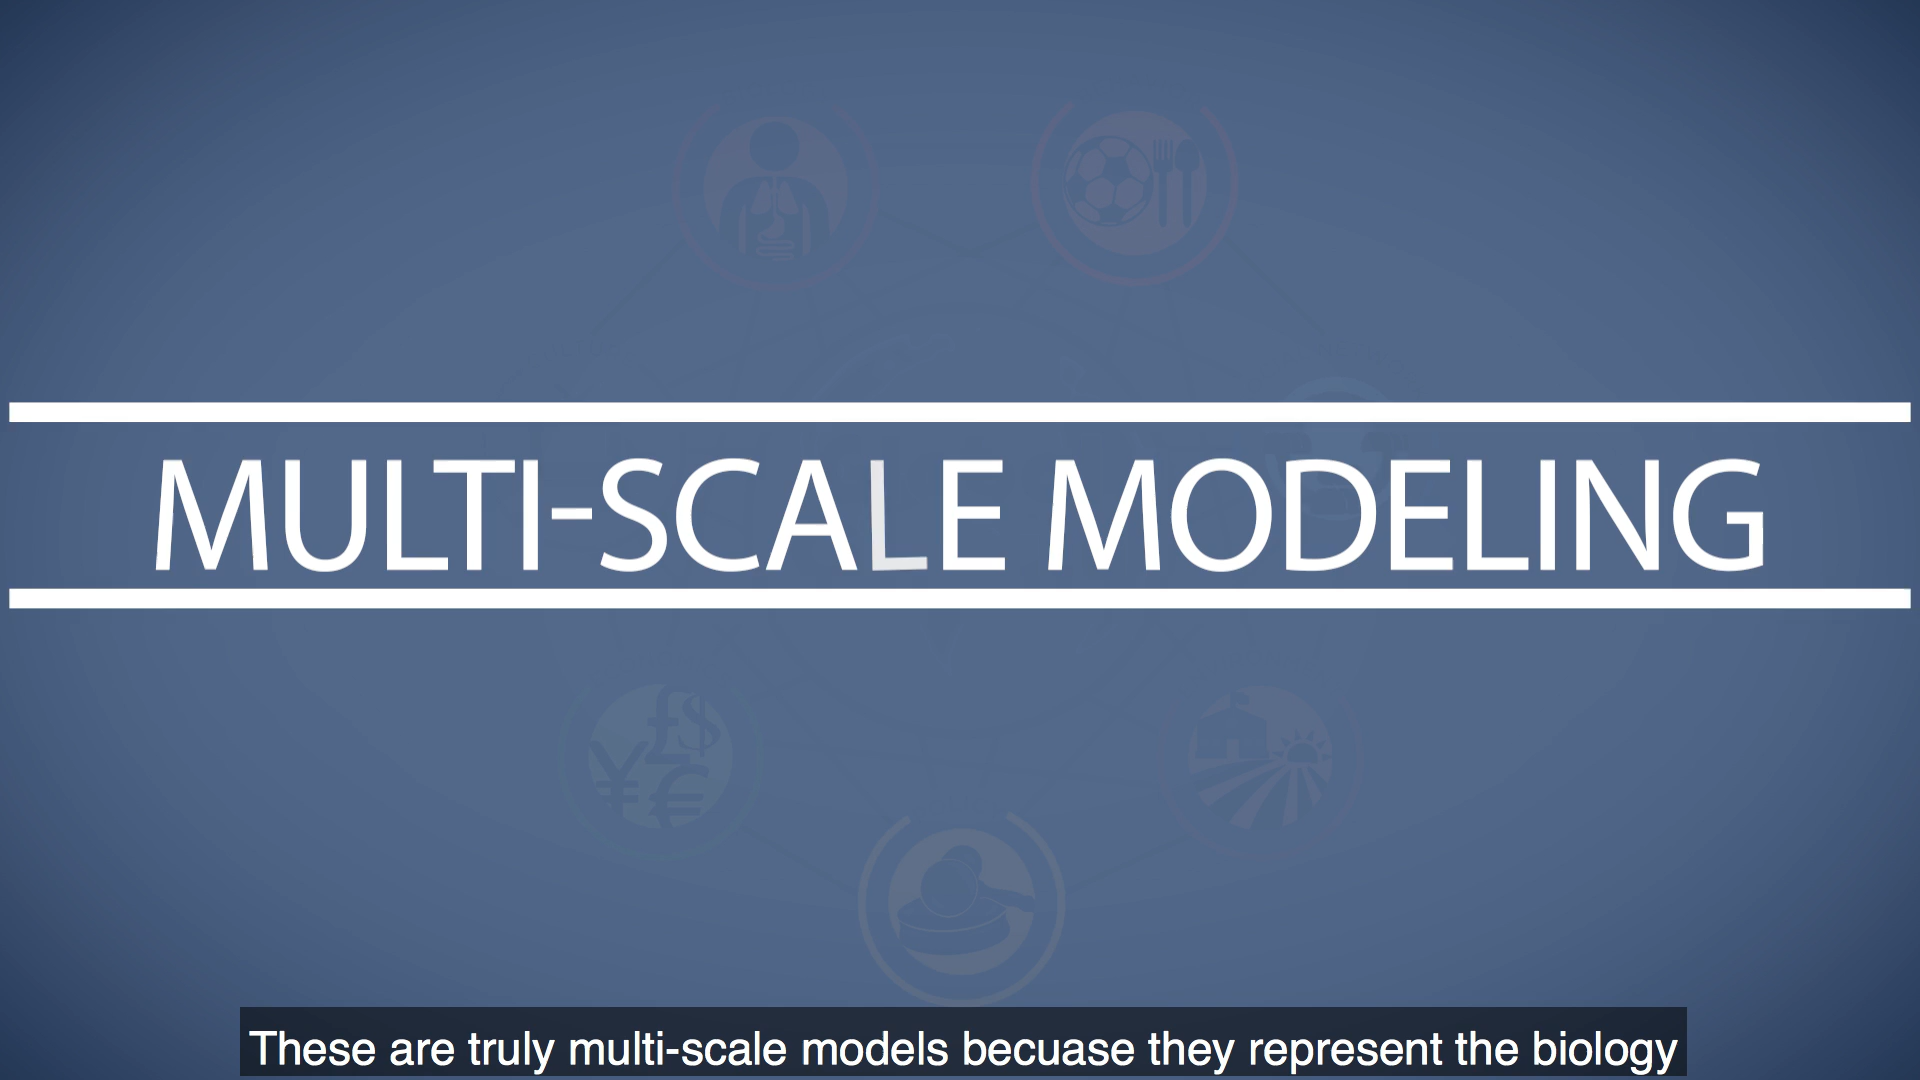 MULTI-SCALE MODELING
These are truly multi-scale models becuase they represent the biology